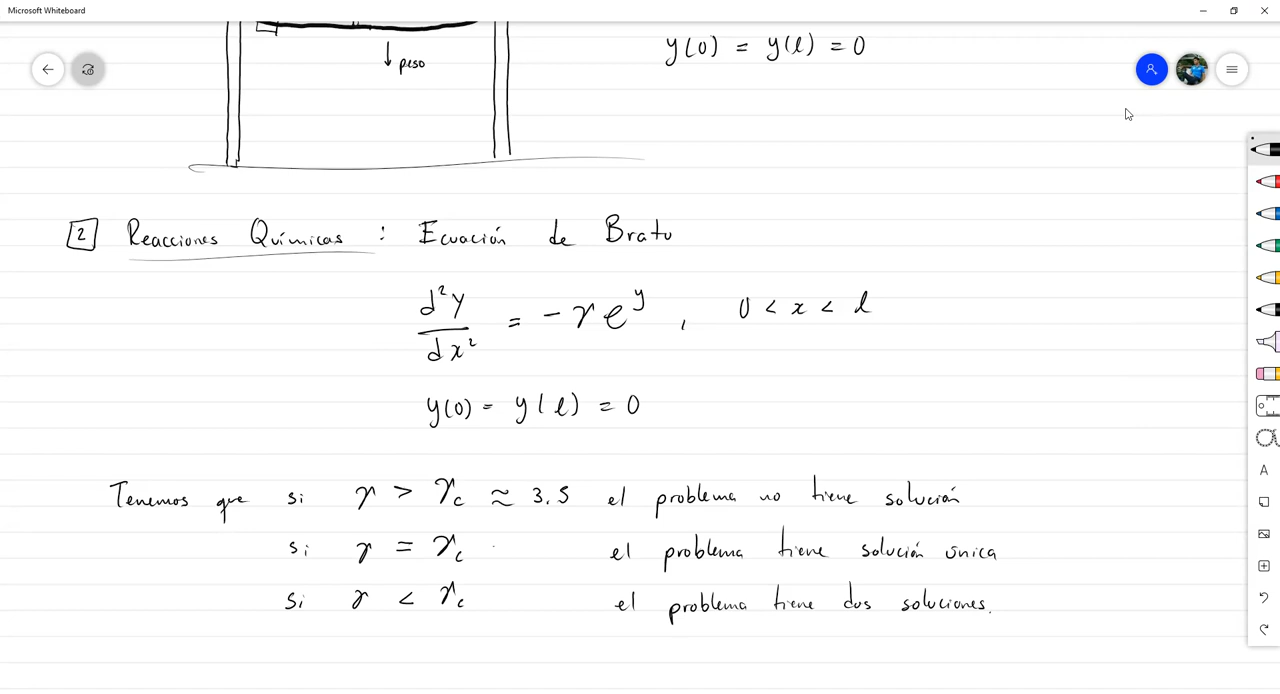 Microsoft Whiteboard
↓ peso
y(0) = y(l) = 0
2 Reacciones Químicas : Ecuación de Bratu
d²y/dx² = -γe^y , 0 < x < l
y(0) = y(l) = 0
Tenemos que si γ > γc ≈ 3.5 el problema no tiene solución
si γ = γc el problema tiene solución única
si γ < γc el problema tiene dos soluciones.
A